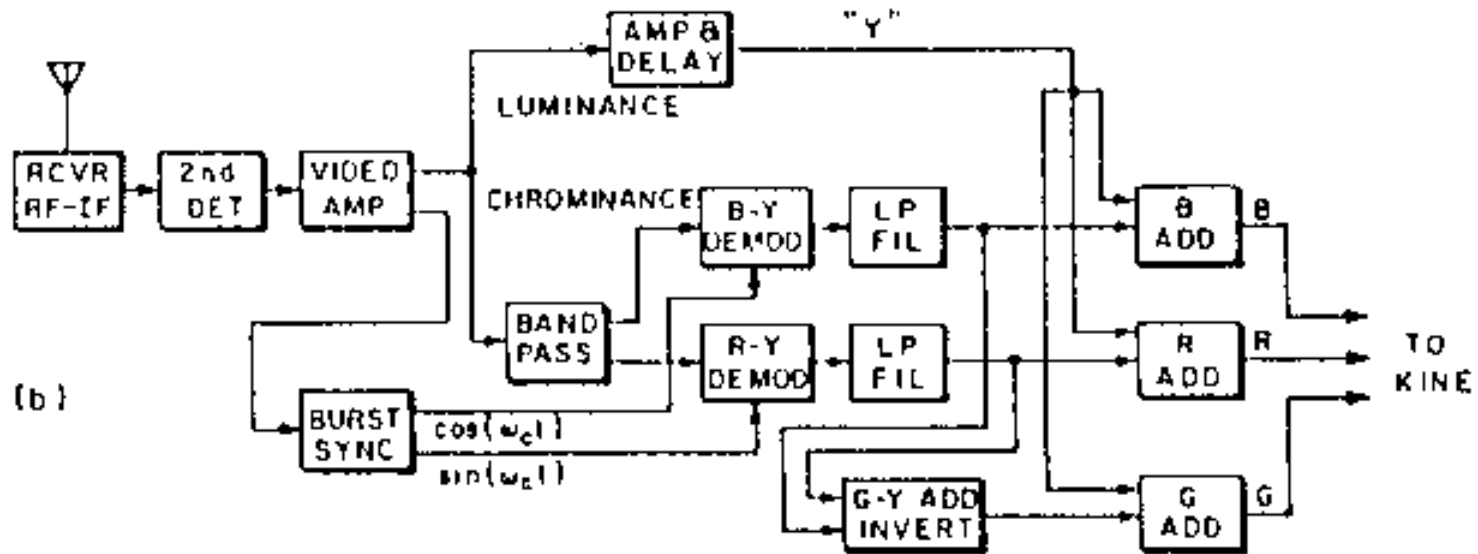 "Y"
AMP &
DELAY
LUMINANCE
RCVR
RF-IF
2nd
DET
VIDEO
AMP
CHROMINANCE
B-Y
DEMOD
LP
FIL
B
ADD
B
BAND
PASS
R-Y
DEMOD
LP
FIL
R
ADD
R
TO
KINE
(b)
BURST
SYNC
cos(ωct)
sin(ωct)
G-Y ADD
INVERT
G
ADD
G